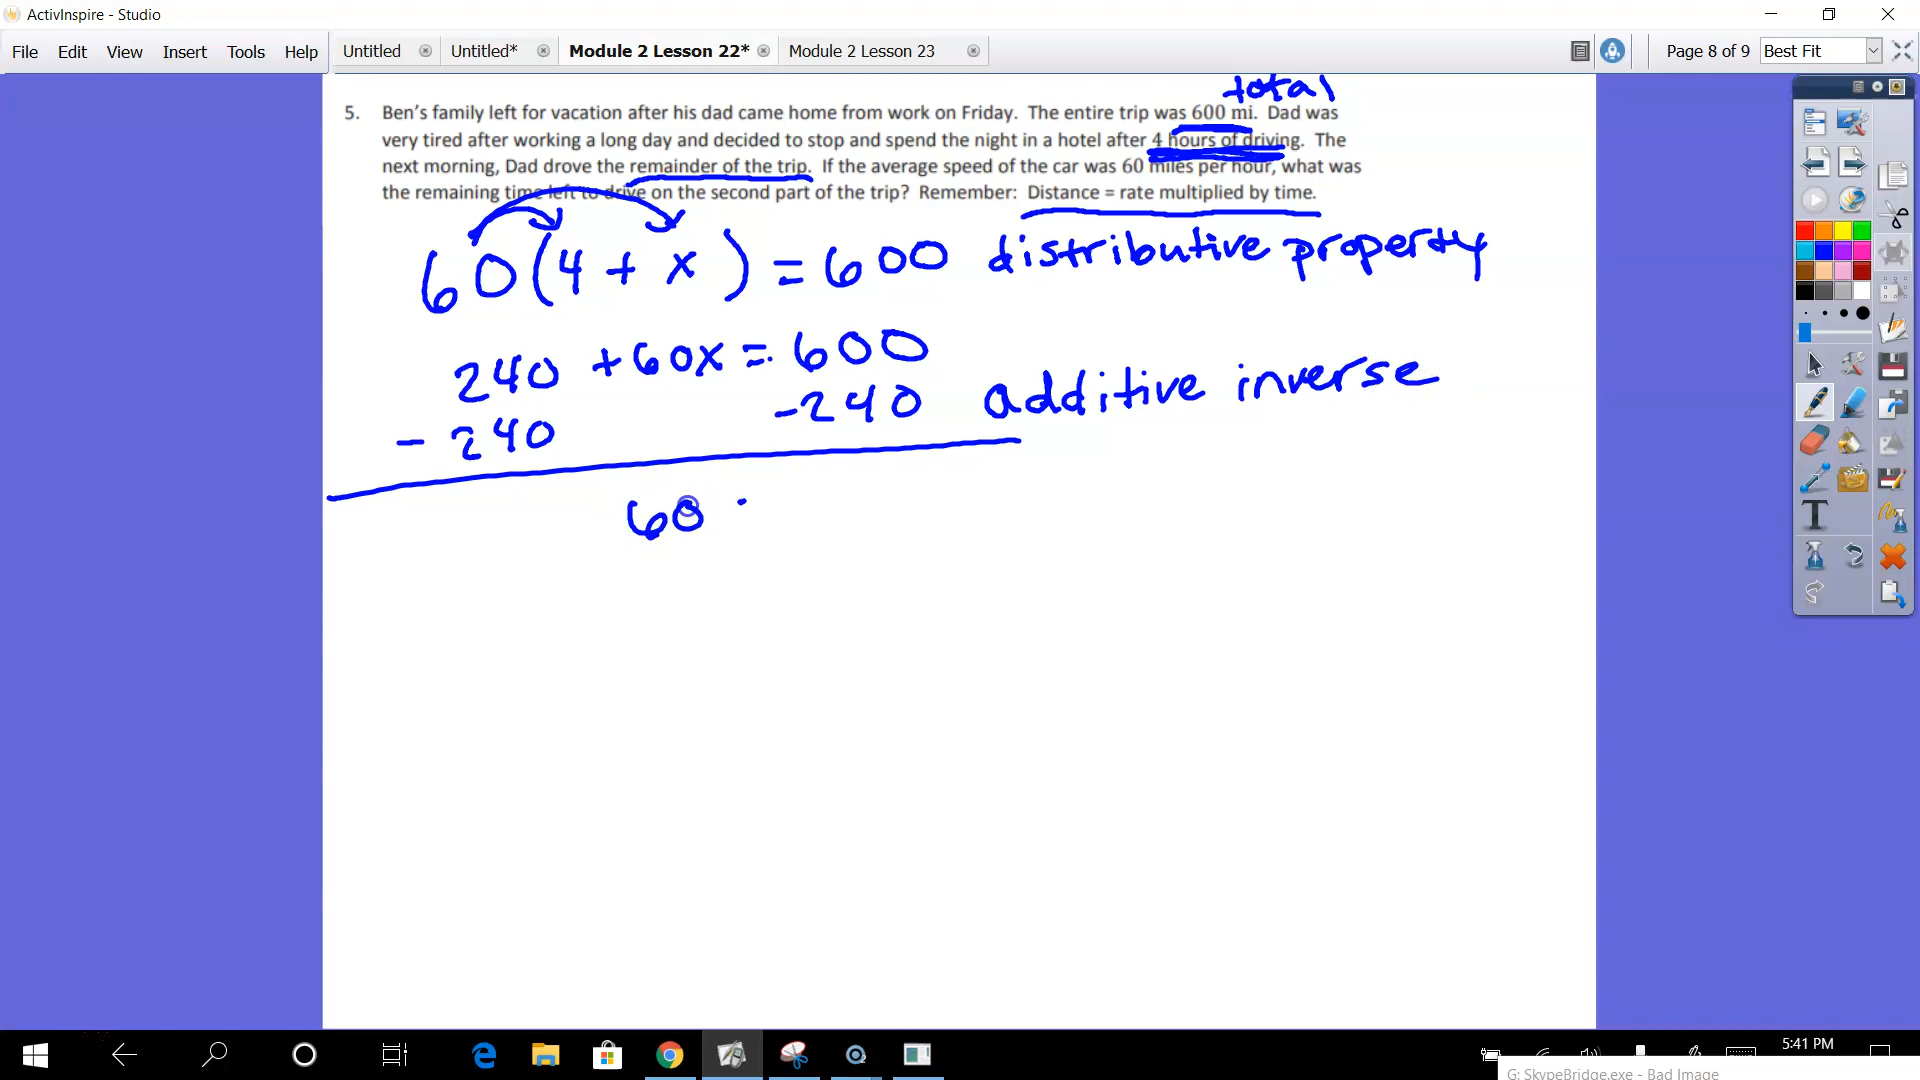 ActivInspire - Studio
File Edit View Insert Tools Help Untitled Untitled* Module 2 Lesson 22* Module 2 Lesson 23 Page 8 of 9 Best Fit
total
5. Ben's family left for vacation after his dad came home from work on Friday. The entire trip was 600 mi. Dad was
very tired after working a long day and decided to stop and spend the night in a hotel after 4 hours of driving. The
next morning, Dad drove the remainder of the trip. If the average speed of the car was 60 miles per hour, what was
the remaining time left to drive on the second part of the trip? Remember: Distance = rate multiplied by time.
60(4 + x) = 600 distributive property
240 + 60x = 600
- 240 -240 additive inverse
60
T
5:41 PM
G: SkypeBridge.exe - Bad Image